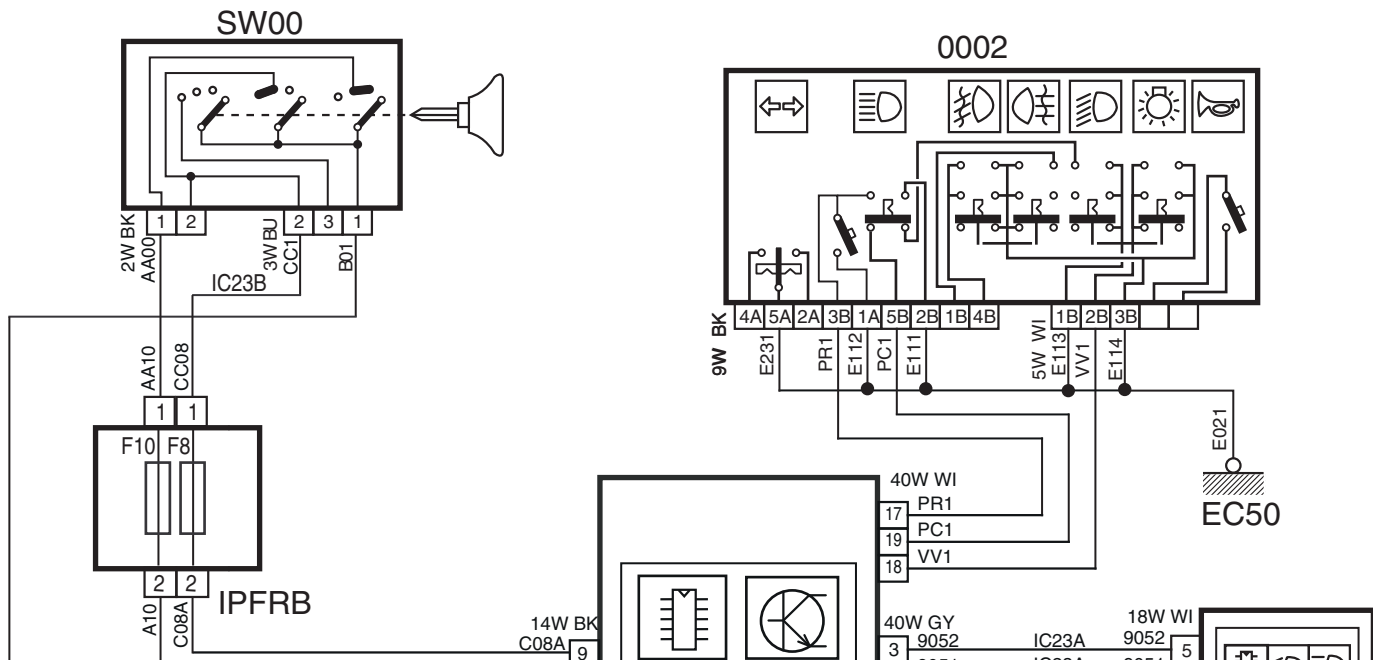 SW00
0002
2W BK
1 2
2 3 1
AA00
3W BU
CC1
B01
IC23B
9W BK
4A 5A 2A 3B 1A 5B 2B 1B 4B
1B 2B 3B
E231
PR1
E112
PC1
E111
5W WI
E113
VV1
E114
E021
EC50
AA10
CC08
1 1
F10 F8
2 2
IPFRB
A10
C08A
40W WI
17 PR1
19 PC1
18 VV1
14W BK
C08A 9
40W GY
3 9052 IC23A 9052 5
18W WI